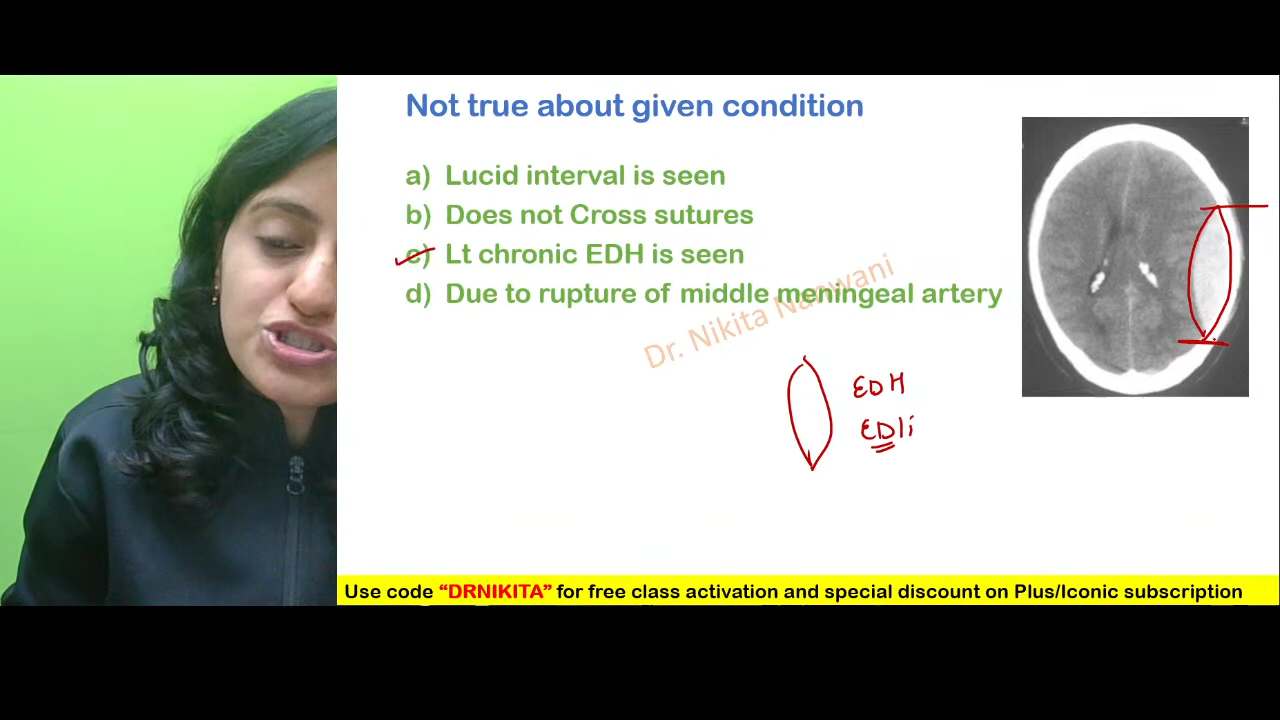 Not true about given condition
a) Lucid interval is seen
b) Does not Cross sutures
c) Lt chronic EDH is seen
d) Due to rupture of middle meningeal artery
Dr. Nikita Nanwani
EDH
Use code “DRNIKITA” for free class activation and special discount on Plus/Iconic subscription